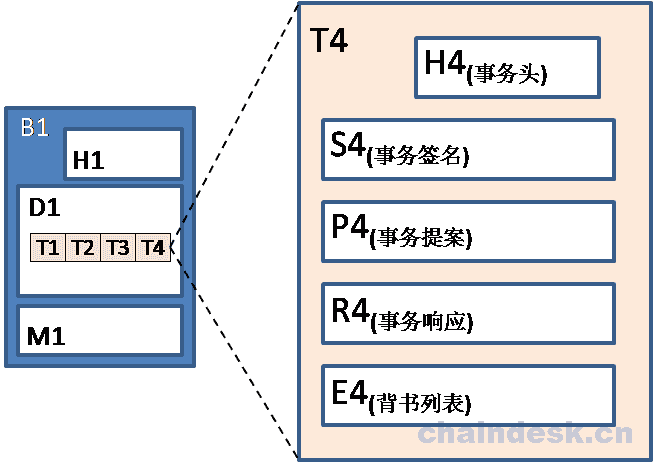 B1
H1
D1
T1 T2 T3 T4
M1
T4
H4(事务头)
S4(事务签名)
P4(事务提案)
R4(事务响应)
E4(背书列表)
chaindesk.cn